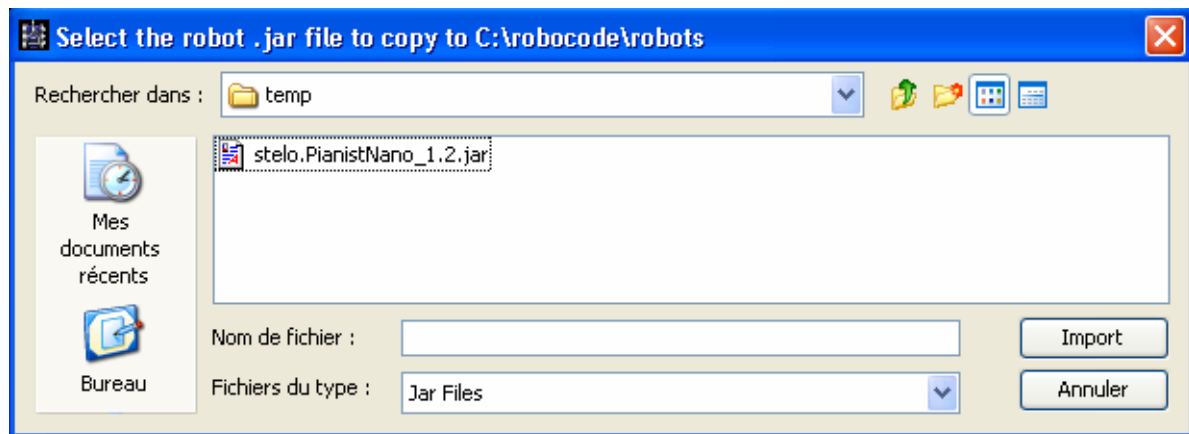 Select the robot .jar file to copy to C:\robocode\robots
Rechercher dans :
temp
stelo.PianistNano_1.2.jar
Mes
documents
récents
Bureau
Nom de fichier :
Import
Fichiers du type :
Jar Files
Annuler